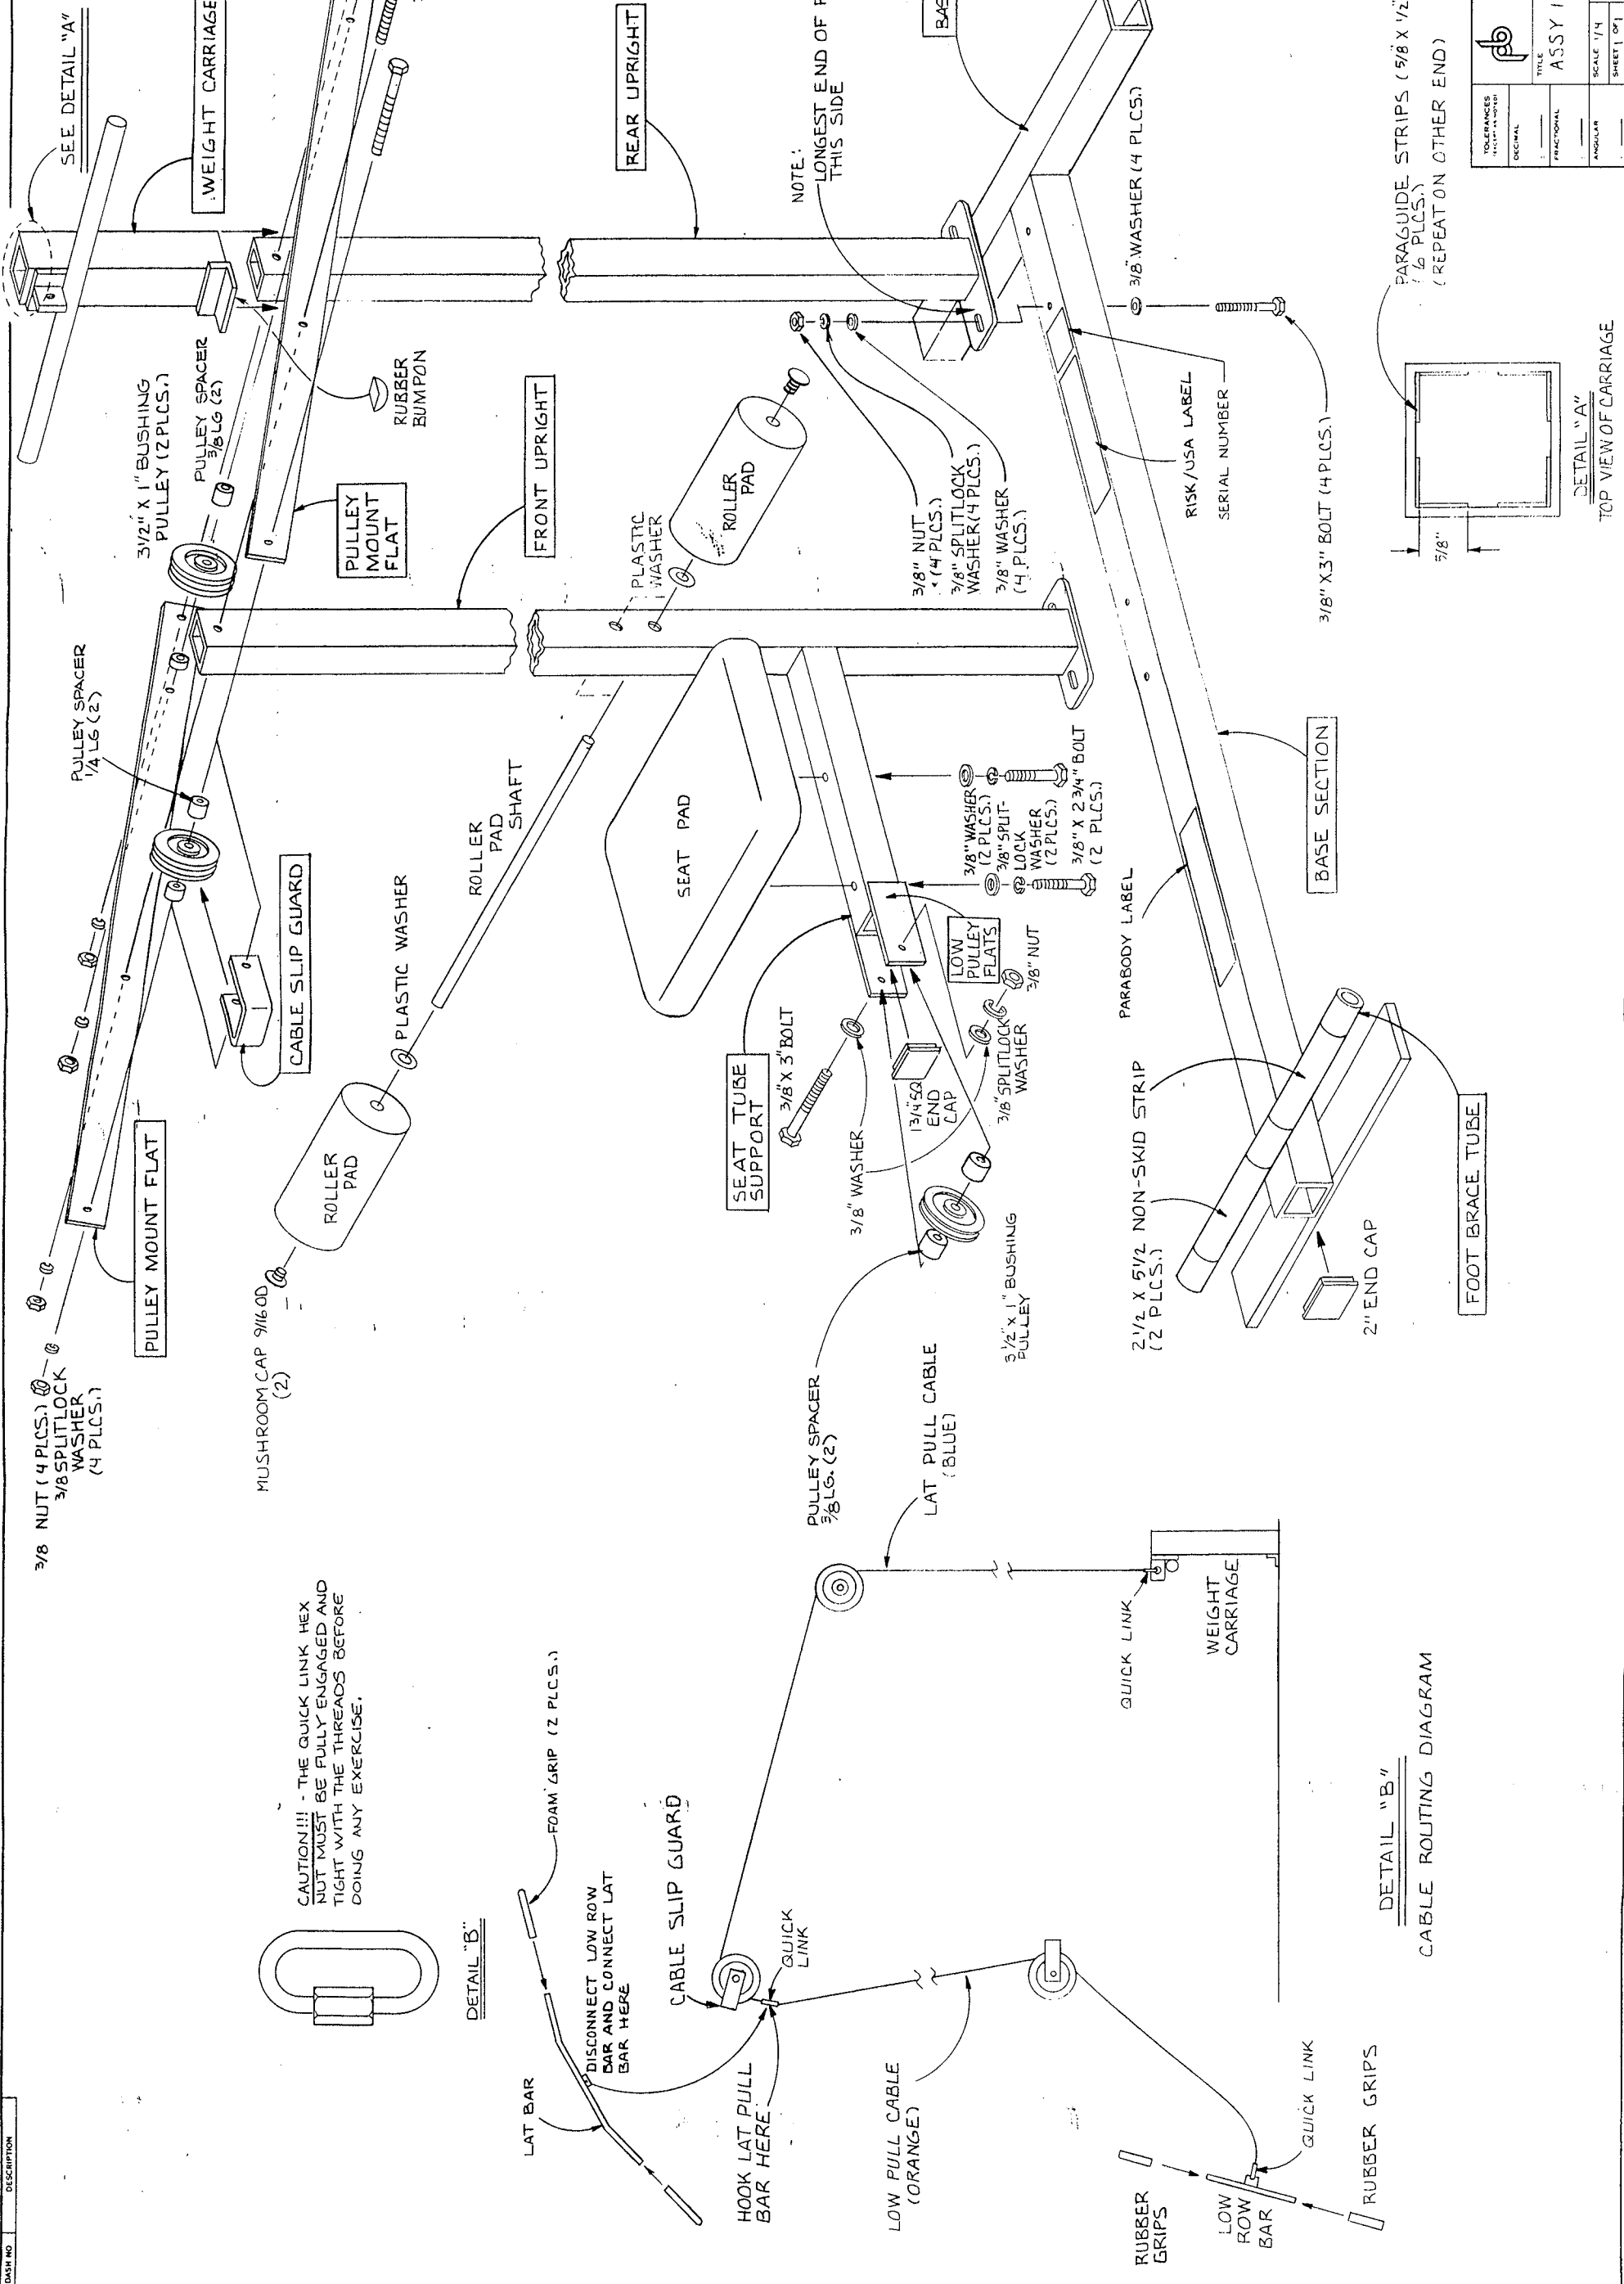 DASH NO
DESCRIPTION
3/8 NUT (4 PLCS.)
3/8 SPLITLOCK
WASHER
(4 PLCS.)
PULLEY MOUNT FLAT
PULLEY SPACER
1/4 LG (2)
CABLE SLIP GUARD
3 1/2" X 1" BUSHING
PULLEY (2 PLCS.)
PULLEY SPACER
3/8 LG (2)
PULLEY
MOUNT
FLAT
RUBBER
BUMPON
SEE DETAIL "A"
WEIGHT CARRIAGE
REAR UPRIGHT
FRONT UPRIGHT
MUSHROOM CAP 9/16 OD
(2)
ROLLER
PAD
PLASTIC WASHER
ROLLER
PAD
SHAFT
PLASTIC
WASHER
ROLLER
PAD
SEAT PAD
NOTE:
LONGEST END OF
THIS SIDE
3/8" NUT
(4 PLCS.)
3/8" SPLITLOCK
WASHER (4 PLCS.)
3/8" WASHER
(4 PLCS.)
3/8" WASHER (4 PLCS.)
3/8" X 3" BOLT (4 PLCS.)
RISK/USA LABEL
SERIAL NUMBER
SEAT TUBE
SUPPORT
3/8" X 3" BOLT
3/8" WASHER
1 3/4 SQ
END
CAP
LOW
PULLEY
FLATS
3/8" NUT
3/8" SPLITLOCK
WASHER
3/8" WASHER
(2 PLCS.)
3/8" SPLIT-
LOCK
WASHER
(2 PLCS.)
3/8" X 2 3/4" BOLT
(2 PLCS.)
PULLEY SPACER
3/8 LG. (2)
3 1/2" X 1" BUSHING
PULLEY
PARABODY LABEL
BASE SECTION
2 1/2 X 5 1/2 NON-SKID STRIP
(2 PLCS.)
2" END CAP
FOOT BRACE TUBE
CAUTION!!! - THE QUICK LINK HEX
NUT MUST BE FULLY ENGAGED AND
TIGHT WITH THE THREADS BEFORE
DOING ANY EXERCISE.
DETAIL "B"
LAT BAR
FOAM GRIP (2 PLCS.)
DISCONNECT LOW ROW
BAR AND CONNECT LAT
BAR HERE
CABLE SLIP GUARD
QUICK
LINK
HOOK LAT PULL
BAR HERE
LAT PULL CABLE
(BLUE)
LOW PULL CABLE
(ORANGE)
QUICK LINK
WEIGHT
CARRIAGE
RUBBER
GRIPS
LOW
ROW
BAR
QUICK LINK
RUBBER GRIPS
DETAIL "B"
CABLE ROUTING DIAGRAM
PARAGUIDE STRIPS (5/8 X 1/2"
(6 PLCS.)
(REPEAT ON OTHER END)
5/8"
DETAIL "A"
TOP VIEW OF CARRIAGE
TOLERANCES
(EXCEPT AS NOTED)
DECIMAL
FRACTIONAL
ANGULAR
TITLE
ASSY I
SCALE 1/4
SHEET 1 OF 1